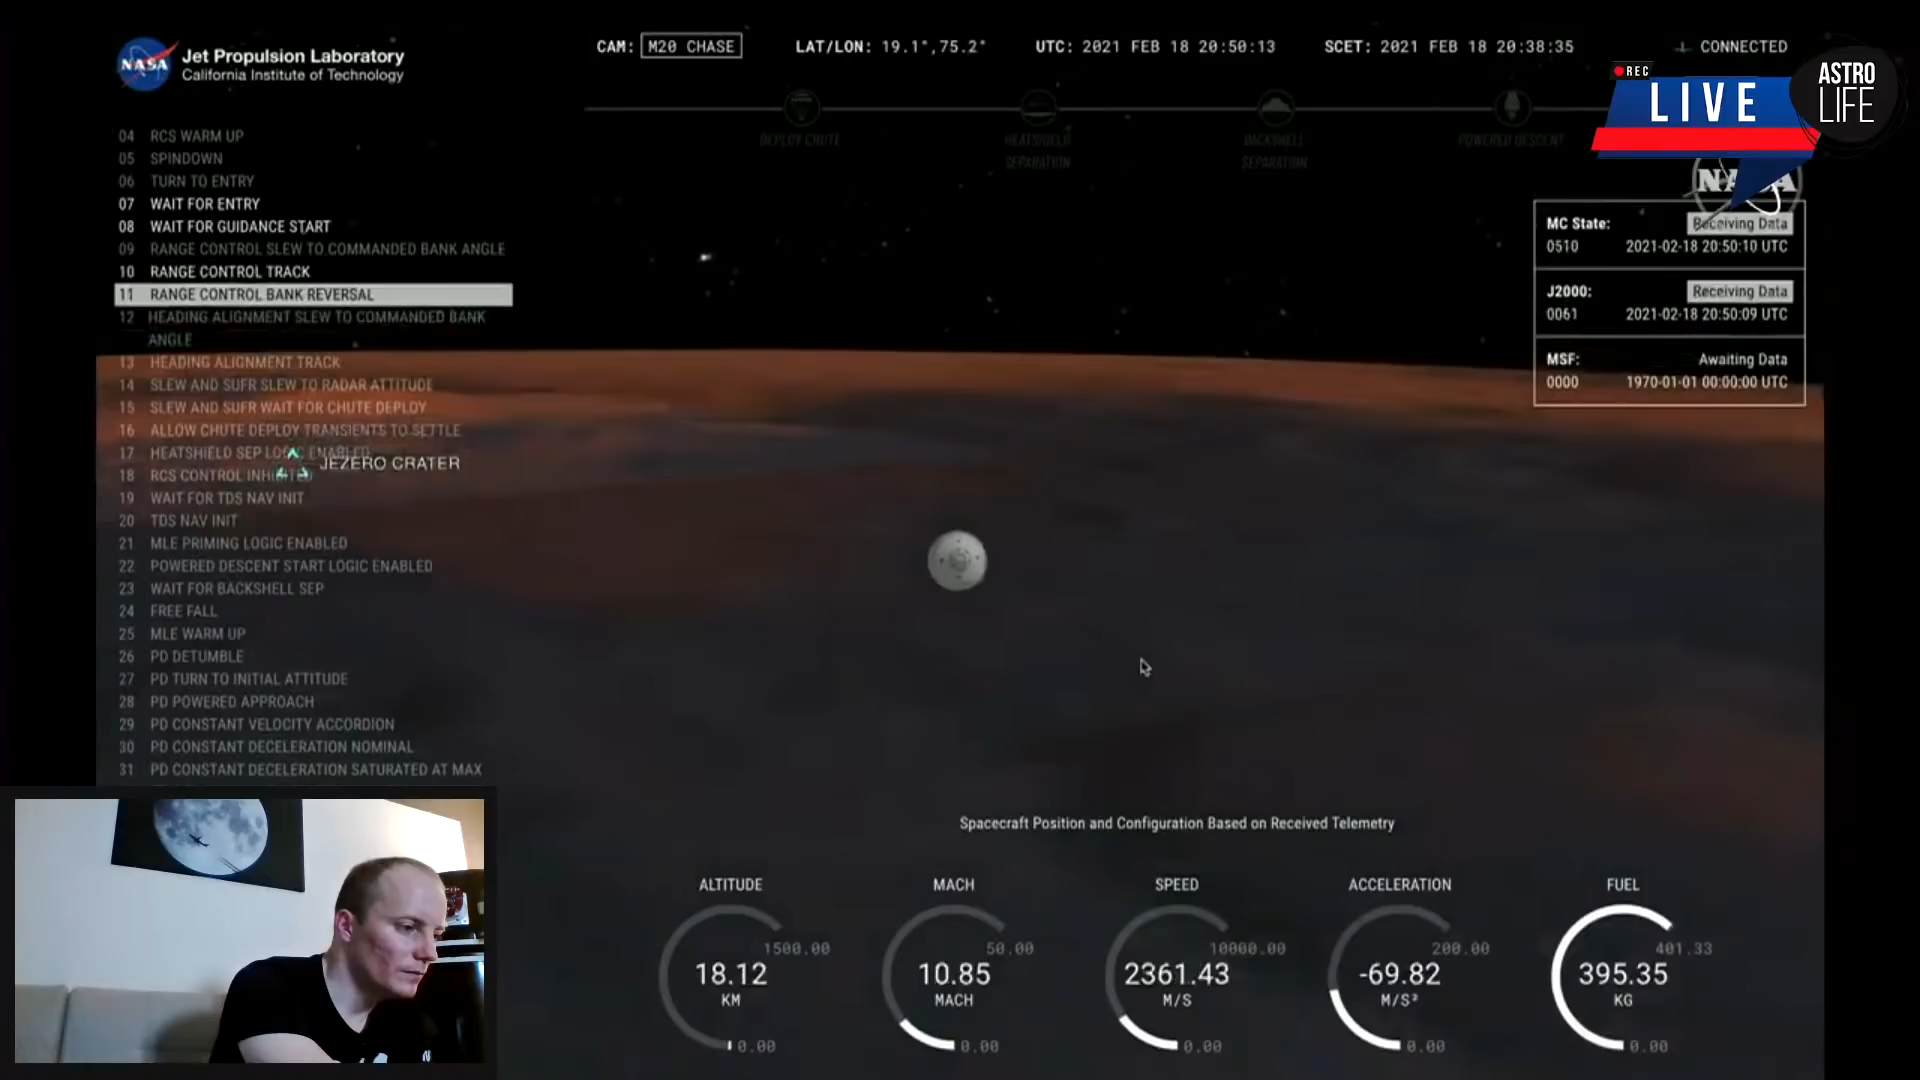 NASA
Jet Propulsion Laboratory
California Institute of Technology
CAM: M20 CHASE
LAT/LON: 19.1°,75.2°
UTC: 2021 FEB 18 20:50:13
SCET: 2021 FEB 18 20:38:35
CONNECTED
REC
LIVE
ASTRO
LIFE
DEPLOY CHUTE
HEATSHIELD
SEPARATION
BACKSHELL
SEPARATION
POWERED DESCENT
04 RCS WARM UP
05 SPINDOWN
06 TURN TO ENTRY
07 WAIT FOR ENTRY
08 WAIT FOR GUIDANCE START
09 RANGE CONTROL SLEW TO COMMANDED BANK ANGLE
10 RANGE CONTROL TRACK
11 RANGE CONTROL BANK REVERSAL
12 HEADING ALIGNMENT SLEW TO COMMANDED BANK
ANGLE
13 HEADING ALIGNMENT TRACK
14 SLEW AND SUFR SLEW TO RADAR ATTITUDE
15 SLEW AND SUFR WAIT FOR CHUTE DEPLOY
16 ALLOW CHUTE DEPLOY TRANSIENTS TO SETTLE
17 HEATSHIELD SEP LOGIC ENABLED
JEZERO CRATER
18 RCS CONTROL INHIBITED
19 WAIT FOR TDS NAV INIT
20 TDS NAV INIT
21 MLE PRIMING LOGIC ENABLED
22 POWERED DESCENT START LOGIC ENABLED
23 WAIT FOR BACKSHELL SEP
24 FREE FALL
25 MLE WARM UP
26 PD DETUMBLE
27 PD TURN TO INITIAL ATTITUDE
28 PD POWERED APPROACH
29 PD CONSTANT VELOCITY ACCORDION
30 PD CONSTANT DECELERATION NOMINAL
31 PD CONSTANT DECELERATION SATURATED AT MAX
NASA
MC State: Receiving Data
0510 2021-02-18 20:50:10 UTC
J2000: Receiving Data
0061 2021-02-18 20:50:09 UTC
MSF: Awaiting Data
0000 1970-01-01 00:00:00 UTC
Spacecraft Position and Configuration Based on Received Telemetry
ALTITUDE
1500.00
18.12
KM
0.00
MACH
50.00
10.85
MACH
0.00
SPEED
10000.00
2361.43
M/S
0.00
ACCELERATION
200.00
-69.82
M/S²
0.00
FUEL
401.33
395.35
KG
0.00